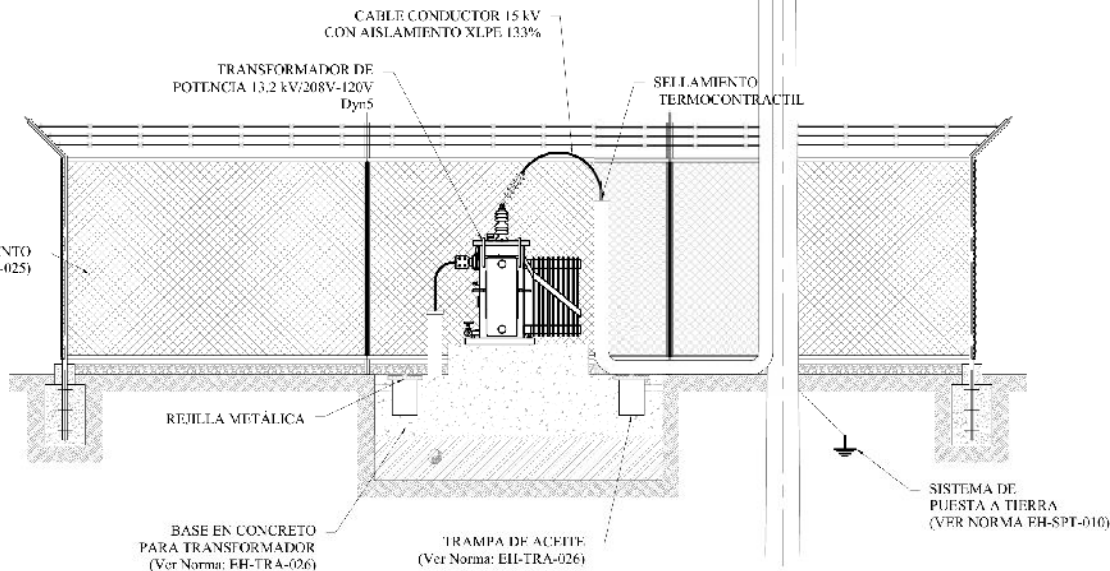 CABLE CONDUCTOR 15 kV
CON AISLAMIENTO XLPE 133%
TRANSFORMADOR DE
POTENCIA 13,2 kV/208V-120V
Dyn5
SELLAMIENTO
TERMOCONTRACTIL
NTO
-025)
REJILLA METÁLICA
BASE EN CONCRETO
PARA TRANSFORMADOR
(Ver Norma: EH-TRA-026)
TRAMPA DE ACEITE
(Ver Norma: EH-TRA-026)
SISTEMA DE
PUESTA A TIERRA
(VER NORMA EH-SPT-010)